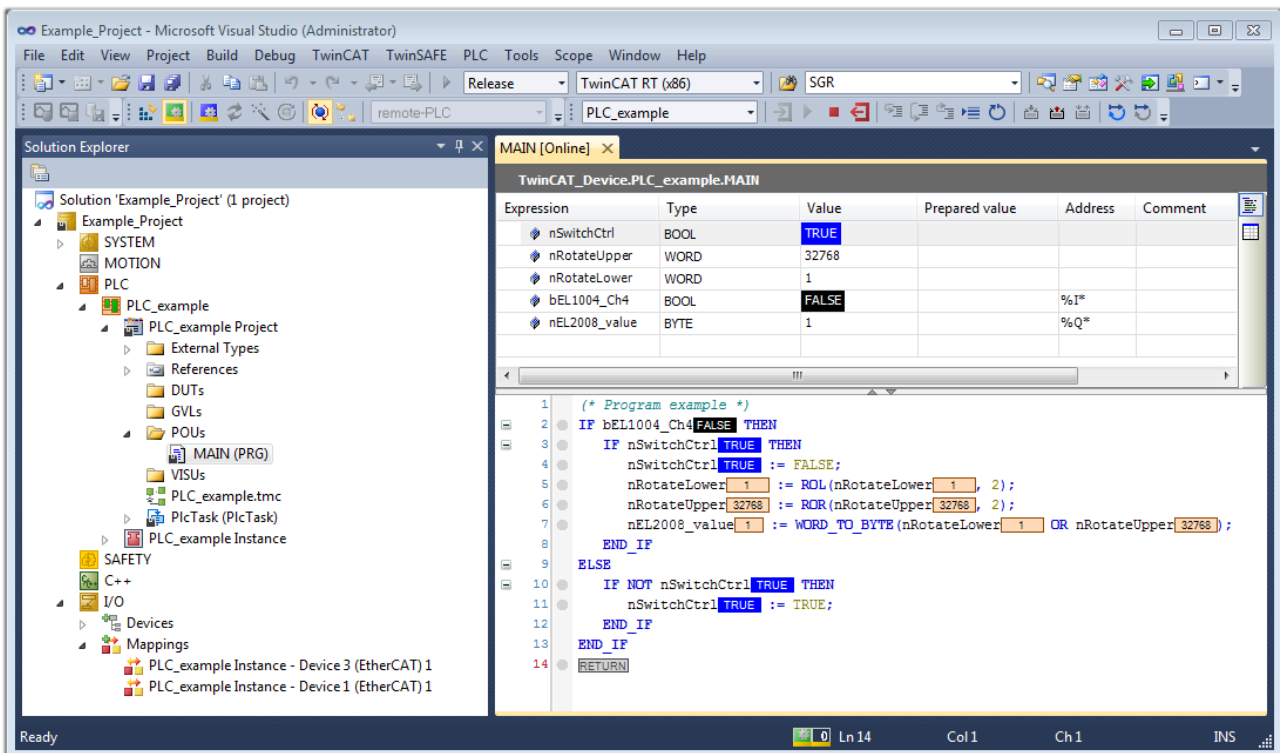 Example_Project - Microsoft Visual Studio (Administrator)
File Edit View Project Build Debug TwinCAT TwinSAFE PLC Tools Scope Window Help
Release TwinCAT RT (x86) SGR
remote-PLC PLC_example
Solution Explorer
Solution 'Example_Project' (1 project)
Example_Project
SYSTEM
MOTION
PLC
PLC_example
PLC_example Project
External Types
References
DUTs
GVLs
POUs
MAIN (PRG)
VISUs
PLC_example.tmc
PlcTask (PlcTask)
PLC_example Instance
SAFETY
C++
I/O
Devices
Mappings
PLC_example Instance - Device 3 (EtherCAT) 1
PLC_example Instance - Device 1 (EtherCAT) 1
MAIN [Online]
TwinCAT_Device.PLC_example.MAIN
Expression Type Value Prepared value Address Comment
nSwitchCtrl BOOL TRUE
nRotateUpper WORD 32768
nRotateLower WORD 1
bEL1004_Ch4 BOOL FALSE %I*
nEL2008_value BYTE 1 %Q*
1 (* Program example *)
2 IF bEL1004_Ch4 FALSE THEN
3 IF nSwitchCtrl TRUE THEN
4 nSwitchCtrl TRUE := FALSE;
5 nRotateLower 1 := ROL(nRotateLower 1 , 2);
6 nRotateUpper 32768 := ROR(nRotateUpper 32768 , 2);
7 nEL2008_value 1 := WORD_TO_BYTE(nRotateLower 1 OR nRotateUpper 32768 );
8 END_IF
9 ELSE
10 IF NOT nSwitchCtrl TRUE THEN
11 nSwitchCtrl TRUE := TRUE;
12 END_IF
13 END_IF
14 RETURN
Ready 0 Ln 14 Col 1 Ch 1 INS